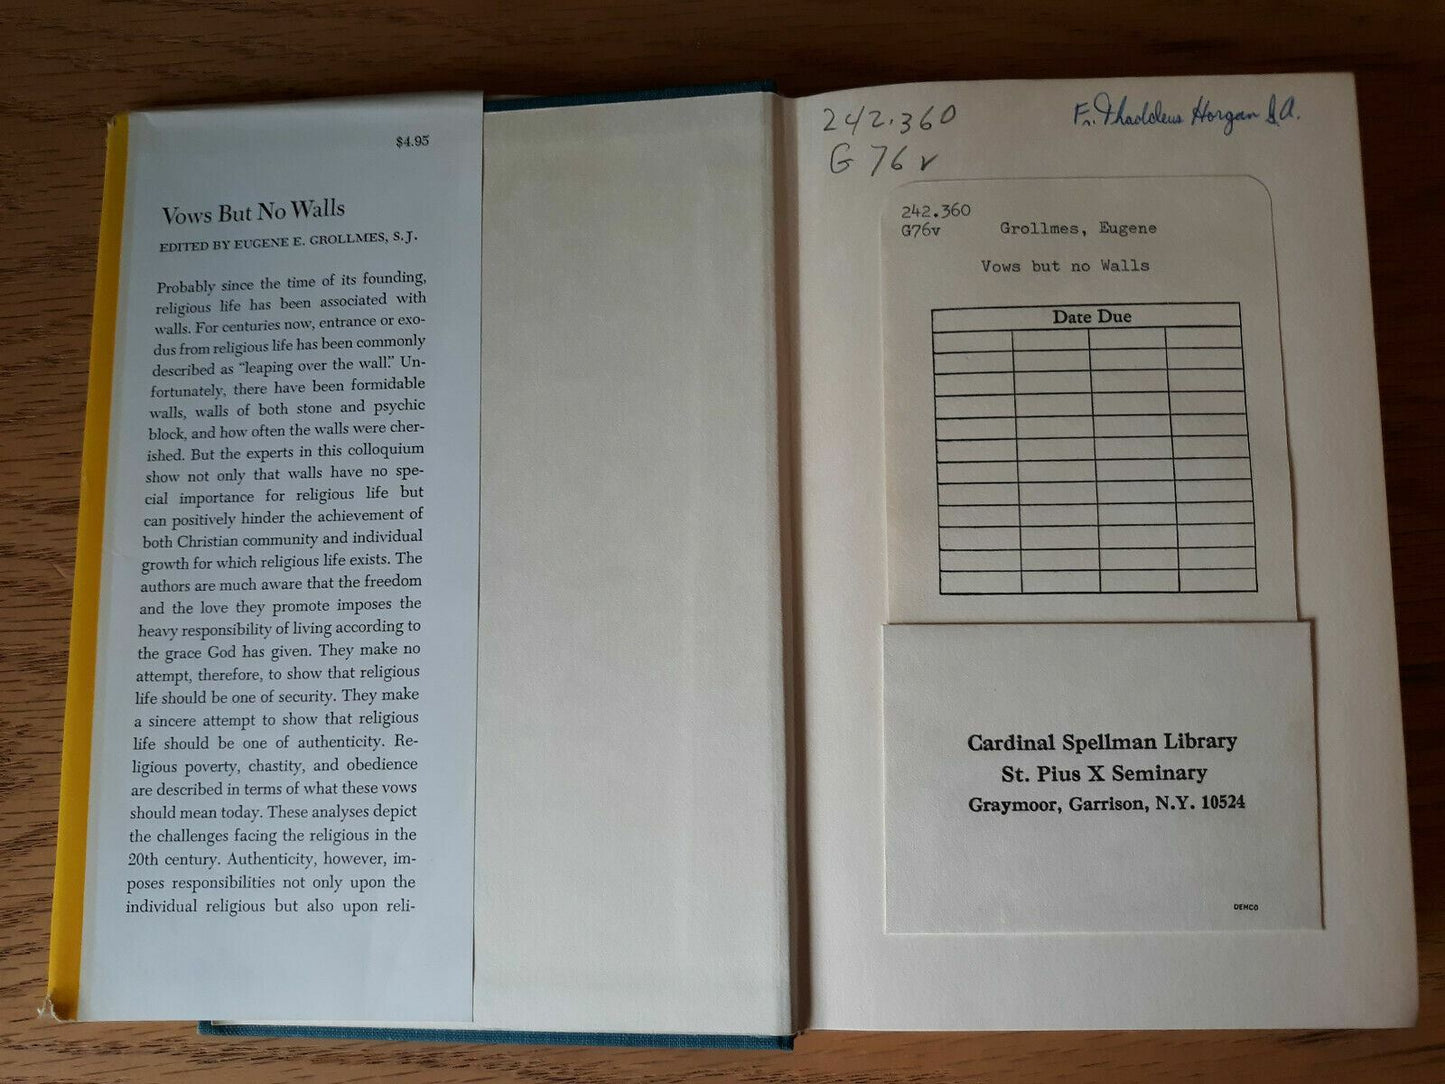 $4.95
Vows But No Walls
EDITED BY EUGENE E. GROLLMES, S.J.
Probably since the time of its founding,
religious life has been associated with
walls. For centuries now, entrance or exo-
dus from religious life has been commonly
described as "leaping over the wall." Un-
fortunately, there have been formidable
walls, walls of both stone and psychic
block, and how often the walls were cher-
ished. But the experts in this colloquium
show not only that walls have no spe-
cial importance for religious life but
can positively hinder the achievement of
both Christian community and individual
growth for which religious life exists. The
authors are much aware that the freedom
and the love they promote imposes the
heavy responsibility of living according to
the grace God has given. They make no
attempt, therefore, to show that religious
life should be one of security. They make
a sincere attempt to show that religious
life should be one of authenticity. Re-
ligious poverty, chastity, and obedience
are described in terms of what these vows
should mean today. These analyses depict
the challenges facing the religious in the
20th century. Authenticity, however, im-
poses responsibilities not only upon the
individual religious but also upon reli-
242.360
G 76 v
Fr. Thaddeus Horgan S.A.
242.360
G76v
Grollmes, Eugene
Vows but no Walls
Date Due
Cardinal Spellman Library
St. Pius X Seminary
Graymoor, Garrison, N.Y. 10524
DEMCO